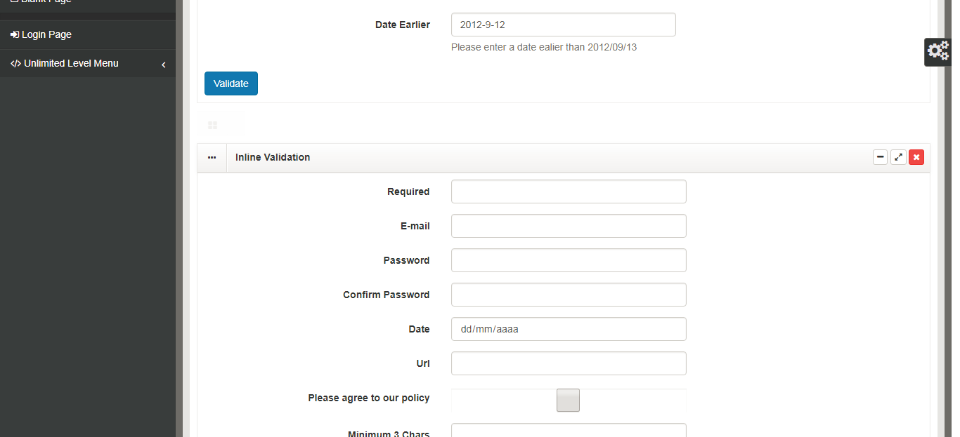 Blank Page
Login Page
</> Unlimited Level Menu
Date Earlier
2012-9-12
Please enter a date ealier than 2012/09/13
Validate
Inline Validation
Required
E-mail
Password
Confirm Password
Date
dd/mm/aaaa
Url
Please agree to our policy
Minimum 3 Chars